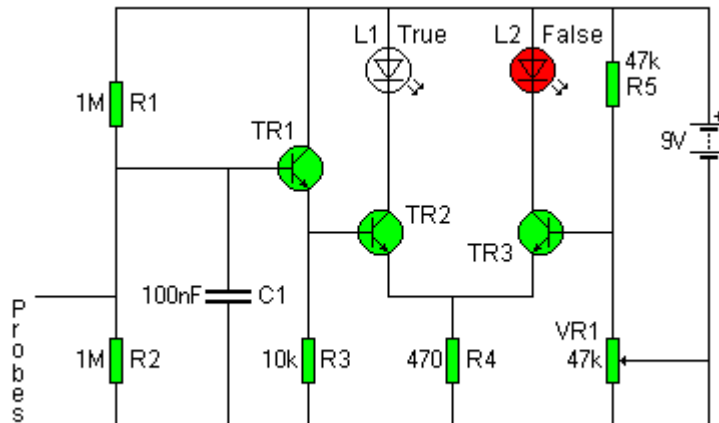 L1 True
L2 False
47k
R5
1M R1
TR1
9V
+
TR2
TR3
100nF C1
Probes
1M R2
10k R3
470 R4
VR1
47k